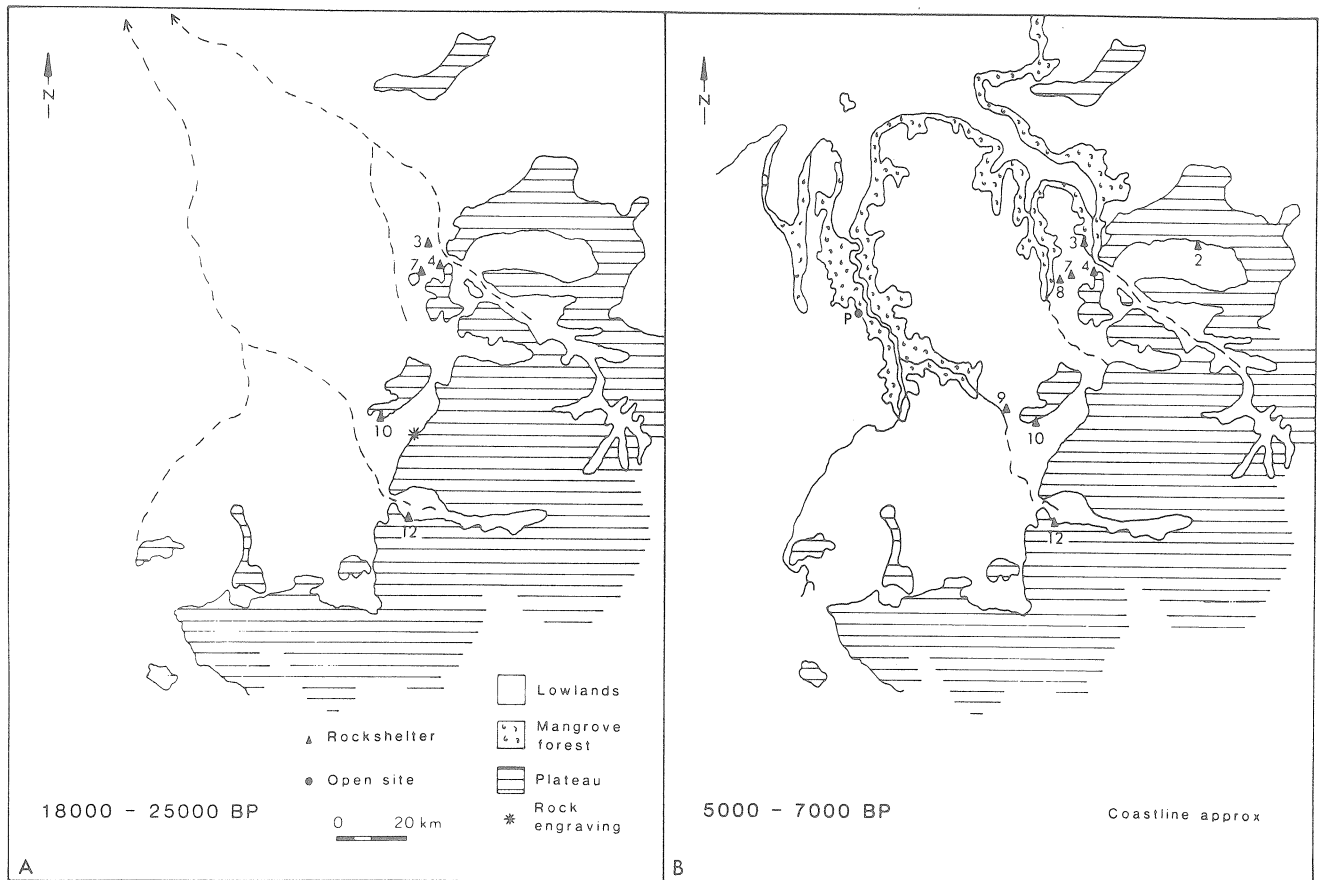 N
3
7 4
10
12
Lowlands
Mangrove
forest
Rockshelter
Open site
Plateau
Rock
engraving
18000 - 25000 BP
0 20 km
A
N
2
3
7 4
8
P
9
10
12
5000 - 7000 BP
Coastline approx
B